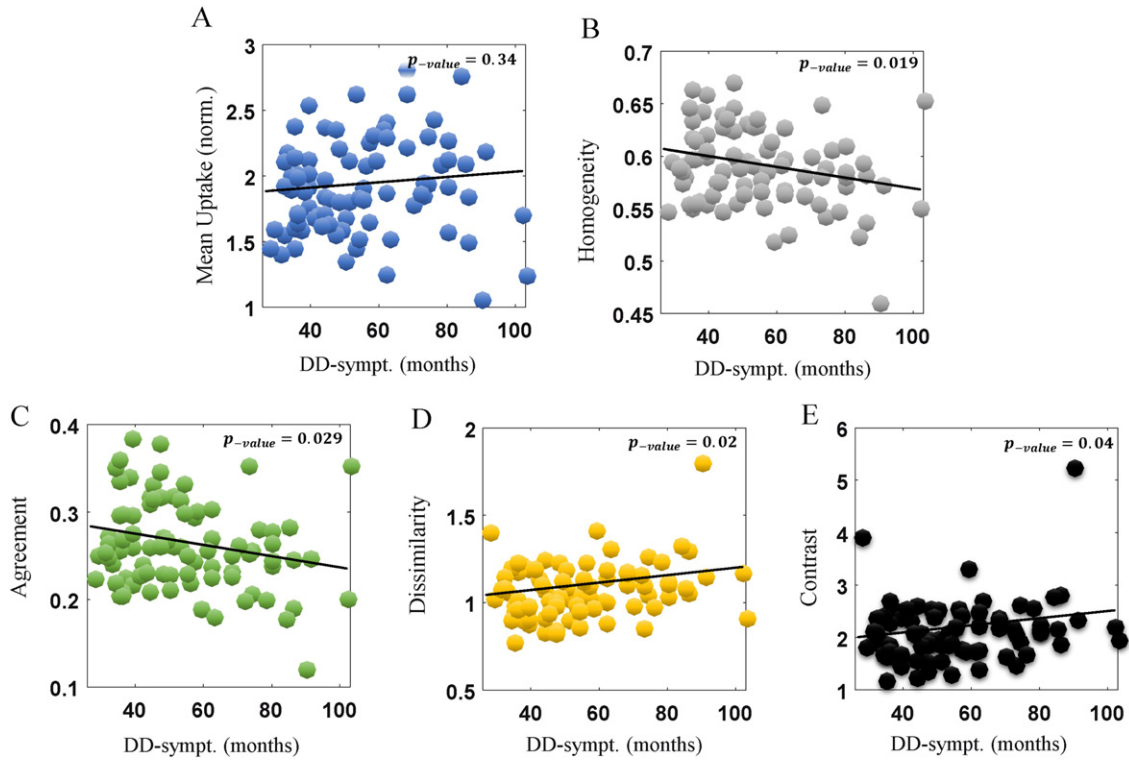 A
p-value = 0.34
Mean Uptake (norm.)
3
2.5
2
1.5
1
40 60 80 100
DD-sympt. (months)
B
p-value = 0.019
Homogeneity
0.7
0.65
0.6
0.55
0.5
0.45
40 60 80 100
DD-sympt. (months)
C
p-value = 0.029
Agreement
0.4
0.3
0.2
0.1
40 60 80 100
DD-sympt. (months)
D
p-value = 0.02
Dissimilarity
2
1.5
1
0.5
40 60 80 100
DD-sympt. (months)
E
p-value = 0.04
Contrast
6
5
4
3
2
1
40 60 80 100
DD-sympt. (months)